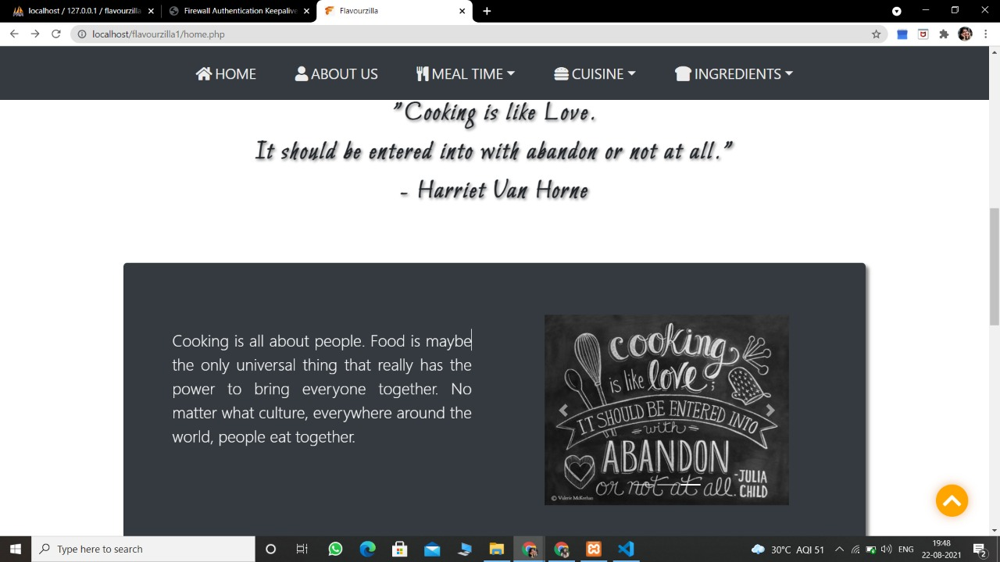 localhost / 127.0.0.1 / flavourzilla
Firewall Authentication Keepalive
Flavourzilla
localhost/flavourzilla1/home.php
HOME
ABOUT US
MEAL TIME
CUISINE
INGREDIENTS
"Cooking is like Love.
It should be entered into with abandon or not at all."
- Harriet Van Horne
Cooking is all about people. Food is maybe
the only universal thing that really has the
power to bring everyone together. No
matter what culture, everywhere around the
world, people eat together.
cooking
is like love;
IT SHOULD BE ENTERED INTO
with
ABANDON
or not at all.
-JULIA
CHILD
© Valerie McKeehan
Type here to search
30°C AQI 51
ENG
19:48
22-08-2021
2